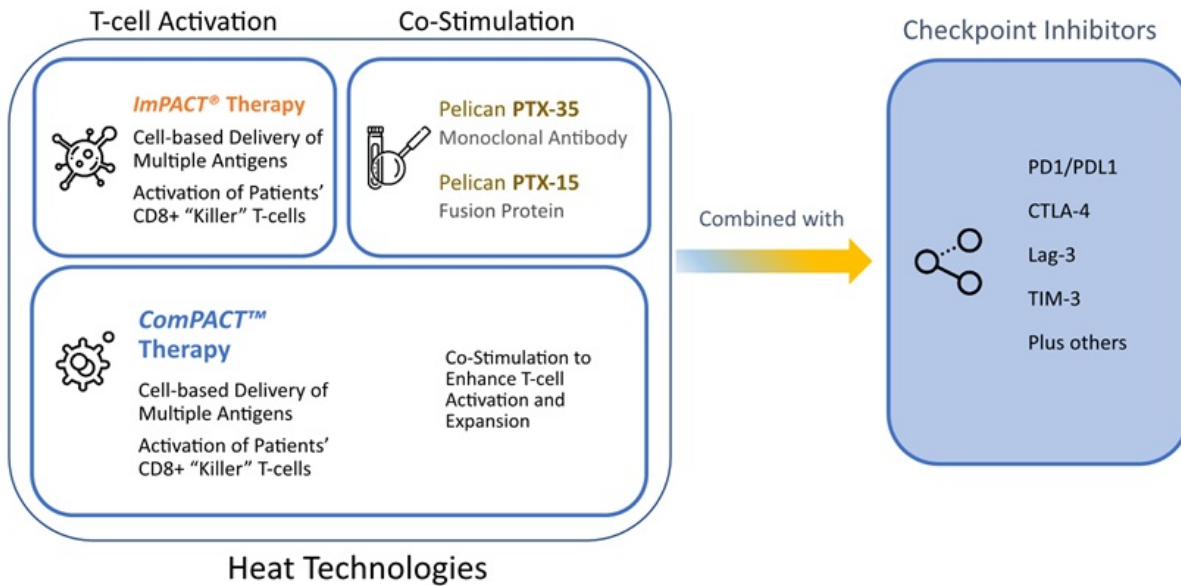 T-cell Activation
Co-Stimulation
ImPACT® Therapy
Cell-based Delivery of
Multiple Antigens
Activation of Patients’
CD8+ “Killer” T-cells
Pelican PTX-35
Monoclonal Antibody
Pelican PTX-15
Fusion Protein
ComPACT™
Therapy
Cell-based Delivery of
Multiple Antigens
Activation of Patients’
CD8+ “Killer” T-cells
Co-Stimulation to
Enhance T-cell
Activation and
Expansion
Heat Technologies
Combined with
Checkpoint Inhibitors
PD1/PDL1
CTLA-4
Lag-3
TIM-3
Plus others